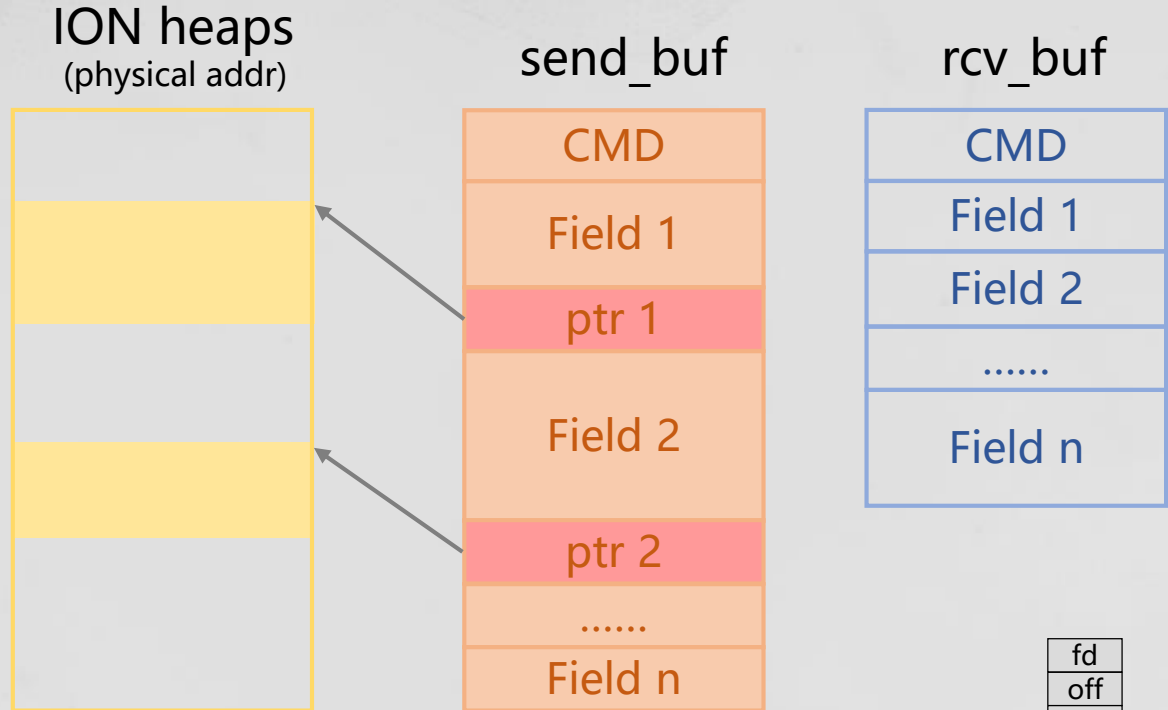 ION heaps
(physical addr)
send_buf
CMD
Field 1
ptr 1
Field 2
ptr 2
......
Field n
rcv_buf
CMD
Field 1
Field 2
......
Field n
fd
off